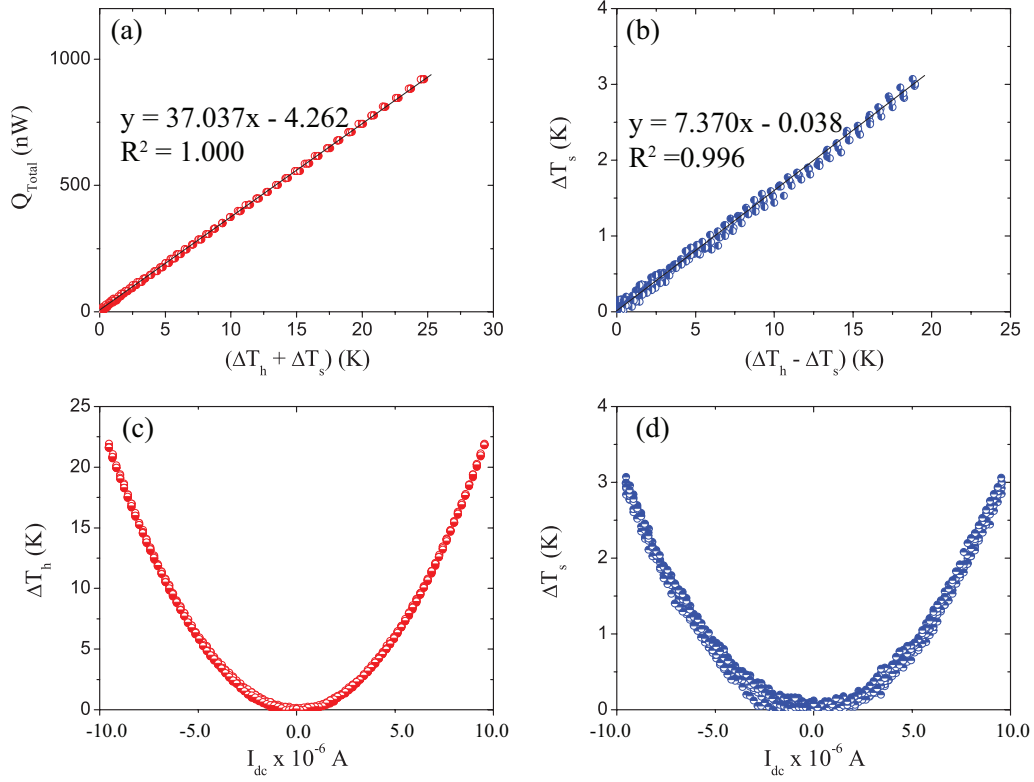 (a)
1000
500
0
Q_Total (nW)
y = 37.037x - 4.262
R² = 1.000
0 5 10 15 20 25 30
(ΔT_h + ΔT_s) (K)
(b)
4
3
2
1
0
ΔT_s (K)
y = 7.370x - 0.038
R² =0.996
0 5 10 15 20 25
(ΔT_h - ΔT_s) (K)
(c)
25
20
15
10
5
0
ΔT_h (K)
-10.0 -5.0 0.0 5.0 10.0
I_dc x 10⁻⁶ A
(d)
4
3
2
1
0
ΔT_s (K)
-10.0 -5.0 0.0 5.0 10.0
I_dc x 10⁻⁶ A